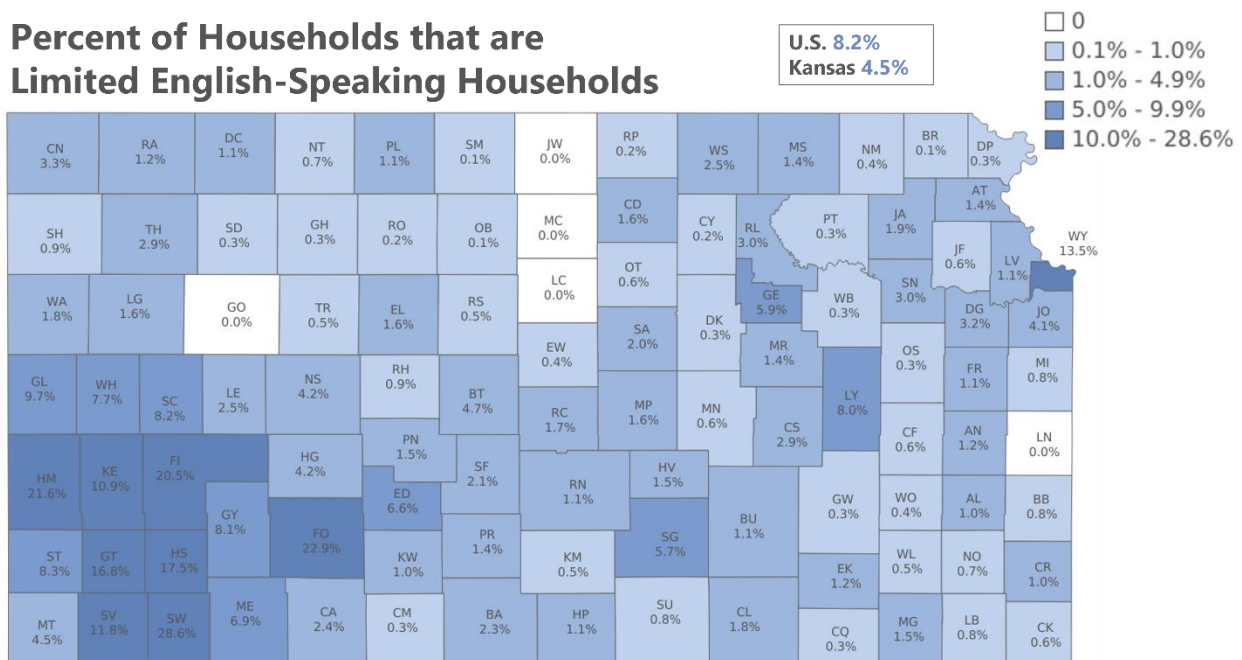 Percent of Households that are
Limited English-Speaking Households
U.S. 8.2%
Kansas 4.5%
0
0.1% - 1.0%
1.0% - 4.9%
5.0% - 9.9%
10.0% - 28.6%
CN
3.3%
RA
1.2%
DC
1.1%
NT
0.7%
PL
1.1%
SM
0.1%
JW
0.0%
RP
0.2%
WS
2.5%
MS
1.4%
NM
0.4%
BR
0.1%
DP
0.3%
AT
1.4%
SH
0.9%
TH
2.9%
SD
0.3%
GH
0.3%
RO
0.2%
OB
0.1%
MC
0.0%
CD
1.6%
CY
0.2%
RL
3.0%
PT
0.3%
JA
1.9%
JF
0.6%
LV
1.1%
WY
13.5%
WA
1.8%
LG
1.6%
GO
0.0%
TR
0.5%
EL
1.6%
RS
0.5%
LC
0.0%
OT
0.6%
SA
2.0%
DK
0.3%
GE
5.9%
WB
0.3%
SN
3.0%
DG
3.2%
JO
4.1%
GL
9.7%
WH
7.7%
SC
8.2%
LE
2.5%
NS
4.2%
RH
0.9%
BT
4.7%
EW
0.4%
RC
1.7%
MP
1.6%
MN
0.6%
MR
1.4%
CS
2.9%
LY
8.0%
OS
0.3%
FR
1.1%
MI
0.8%
CF
0.6%
AN
1.2%
LN
0.0%
HM
21.6%
KE
10.9%
FI
20.5%
HG
4.2%
PN
1.5%
SF
2.1%
RN
1.1%
HV
1.5%
GY
8.1%
FO
22.9%
ED
6.6%
PR
1.4%
SG
5.7%
BU
1.1%
GW
0.3%
WO
0.4%
AL
1.0%
BB
0.8%
ST
8.3%
GT
16.8%
HS
17.5%
KW
1.0%
KM
0.5%
EK
1.2%
WL
0.5%
NO
0.7%
CR
1.0%
MT
4.5%
SV
11.8%
SW
28.6%
ME
6.9%
CA
2.4%
CM
0.3%
BA
2.3%
HP
1.1%
SU
0.8%
CL
1.8%
CQ
0.3%
MG
1.5%
LB
0.8%
CK
0.6%